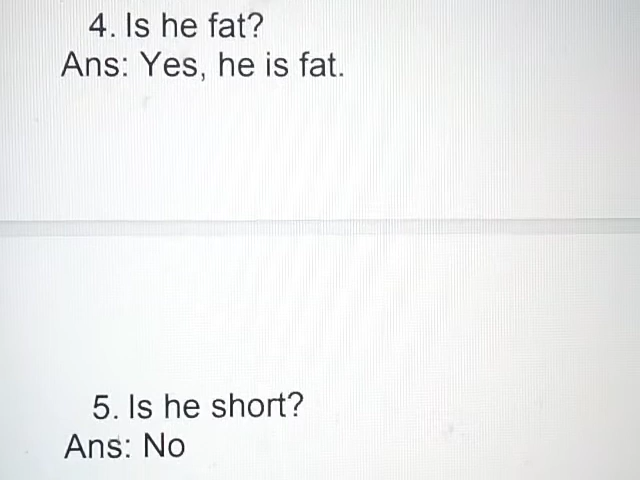 4. Is he fat?
Ans: Yes, he is fat.
5. Is he short?
Ans: No